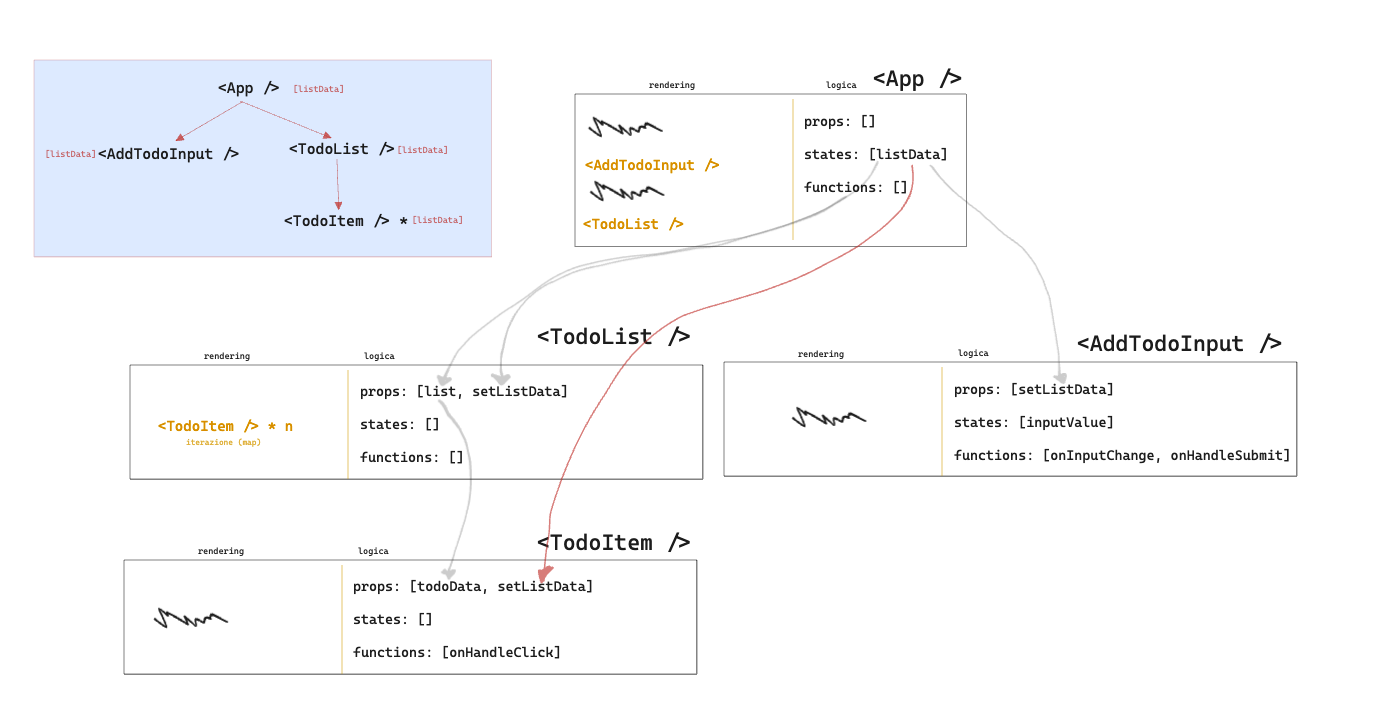 <App /> [listData]
[listData] <AddTodoInput />
<TodoList /> [listData]
<TodoItem /> * [listData]
<App />
rendering
logica
<AddTodoInput />
<TodoList />
props: []
states: [listData]
functions: []
<TodoList />
rendering
logica
<TodoItem /> * n
iterazione (map)
props: [list, setListData]
states: []
functions: []
<AddTodoInput />
rendering
logica
props: [setListData]
states: [inputValue]
functions: [onInputChange, onHandleSubmit]
<TodoItem />
rendering
logica
props: [todoData, setListData]
states: []
functions: [onHandleClick]